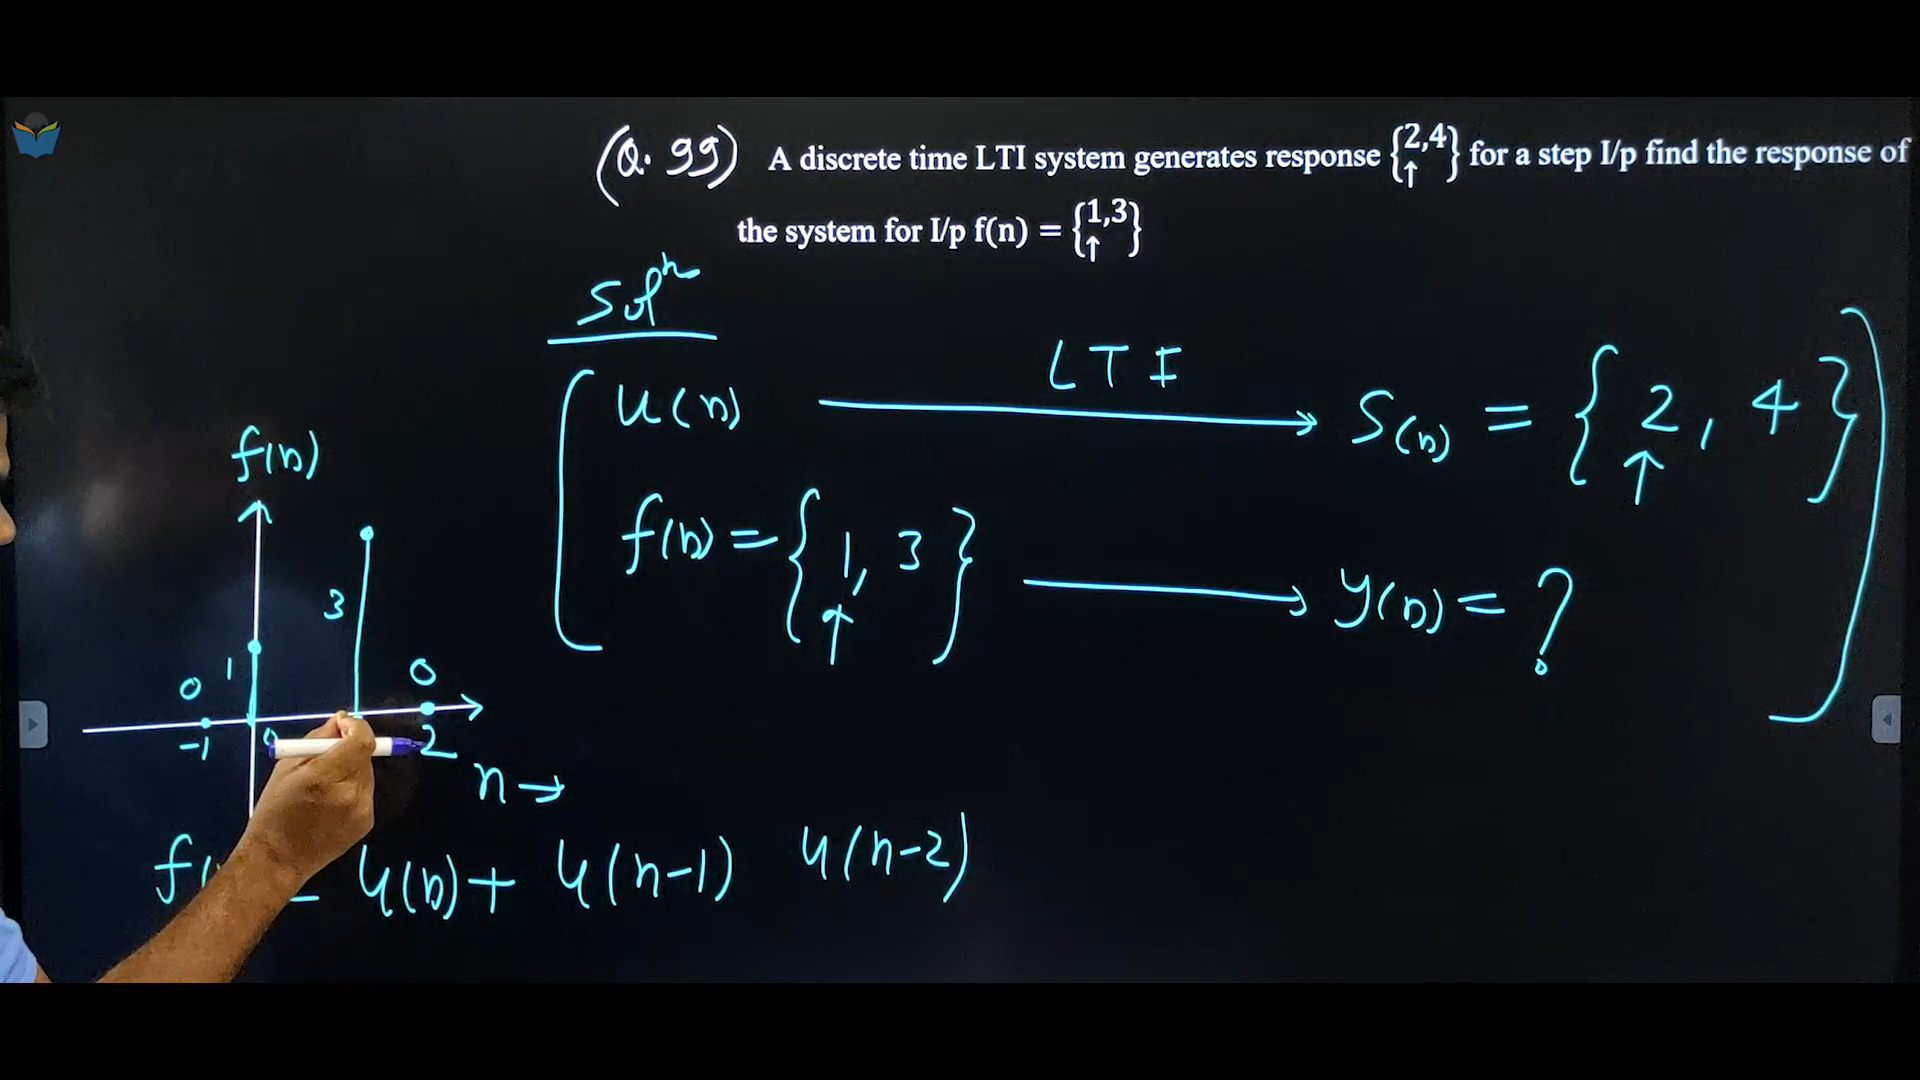 (Q. 99) A discrete time LTI system generates response {2,4} for a step I/p find the response of
↑
the system for I/p f(n) = {1,3}
↑
Solⁿ
u(n) LTI → S(n) = {2, 4}
↑
f(n) = {1, 3} → y(n) = ?
↑
f(n)
3
1
0 0
-1 2
n →
u(n) + u(n-1) u(n-2)